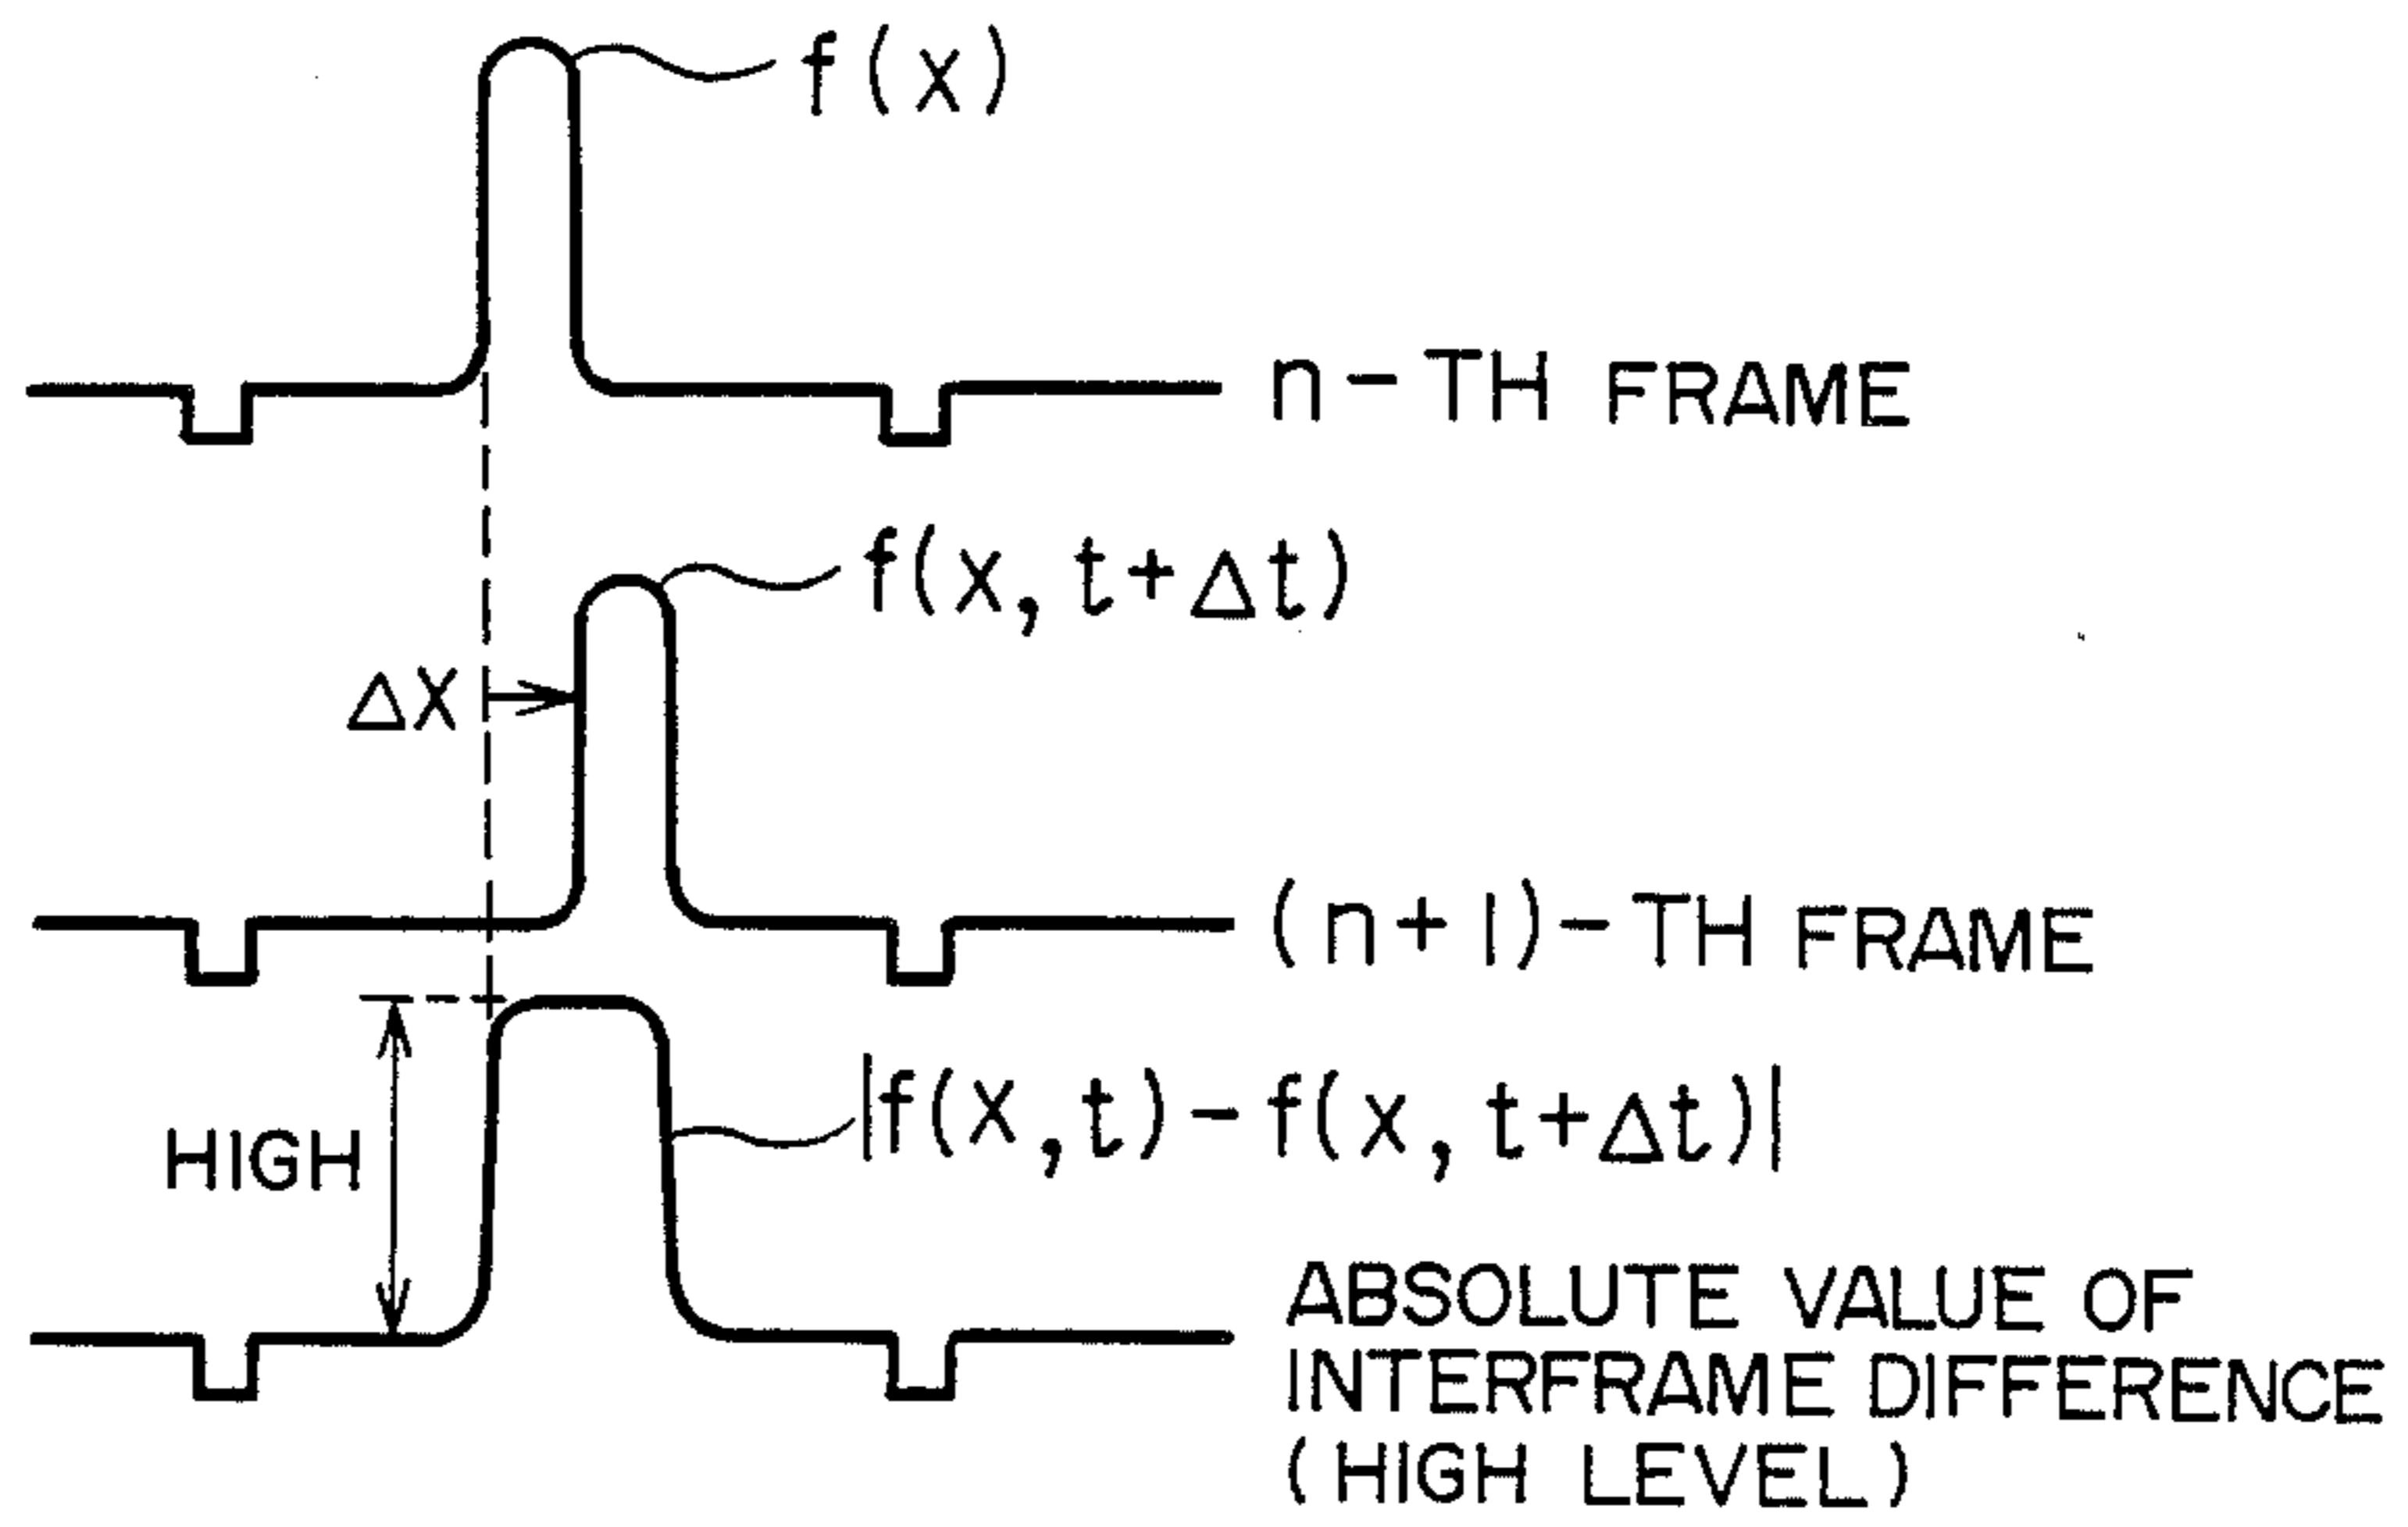 f(x)
n-TH FRAME
f(x, t+Δt)
ΔX
(n+1)-TH FRAME
|f(x,t)-f(x, t+Δt)|
HIGH
ABSOLUTE VALUE OF
INTERFRAME DIFFERENCE
(HIGH LEVEL)